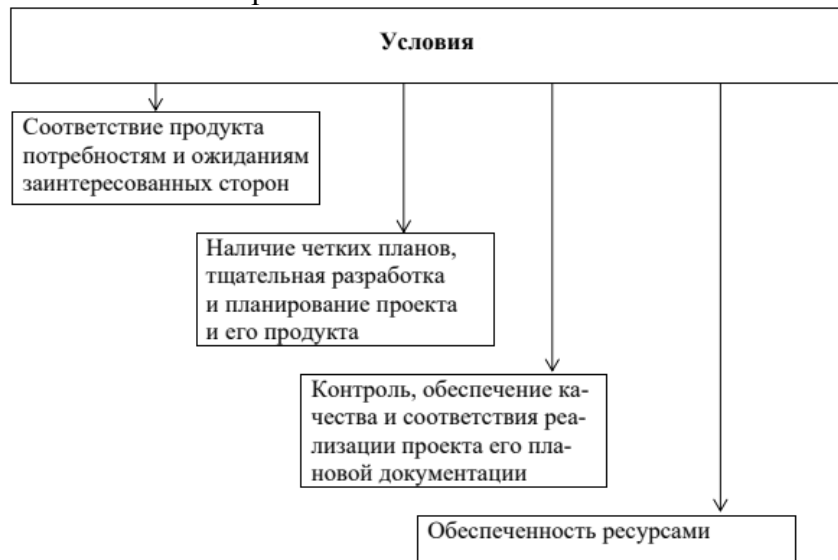 Условия
Соответствие продукта
потребностям и ожиданиям
заинтересованных сторон
Наличие четких планов,
тщательная разработка
и планирование проекта
и его продукта
Контроль, обеспечение ка-
чества и соответствия реа-
лизации проекта его пла-
новой документации
Обеспеченность ресурсами